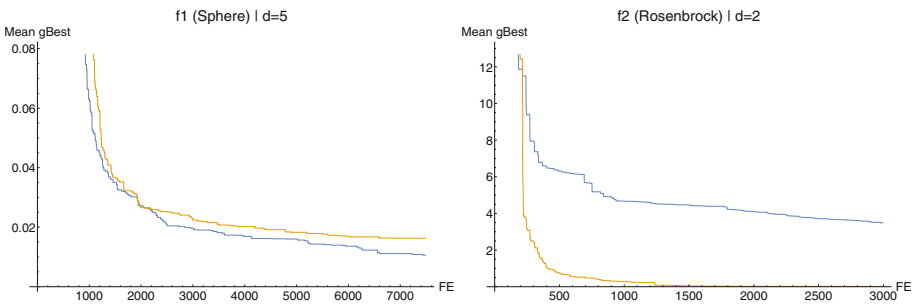 f1 (Sphere) | d=5
Mean gBest
0.08
0.06
0.04
0.02
1000 2000 3000 4000 5000 6000 7000
FE
f2 (Rosenbrock) | d=2
Mean gBest
12
10
8
6
4
2
500 1000 1500 2000 2500 3000
FE